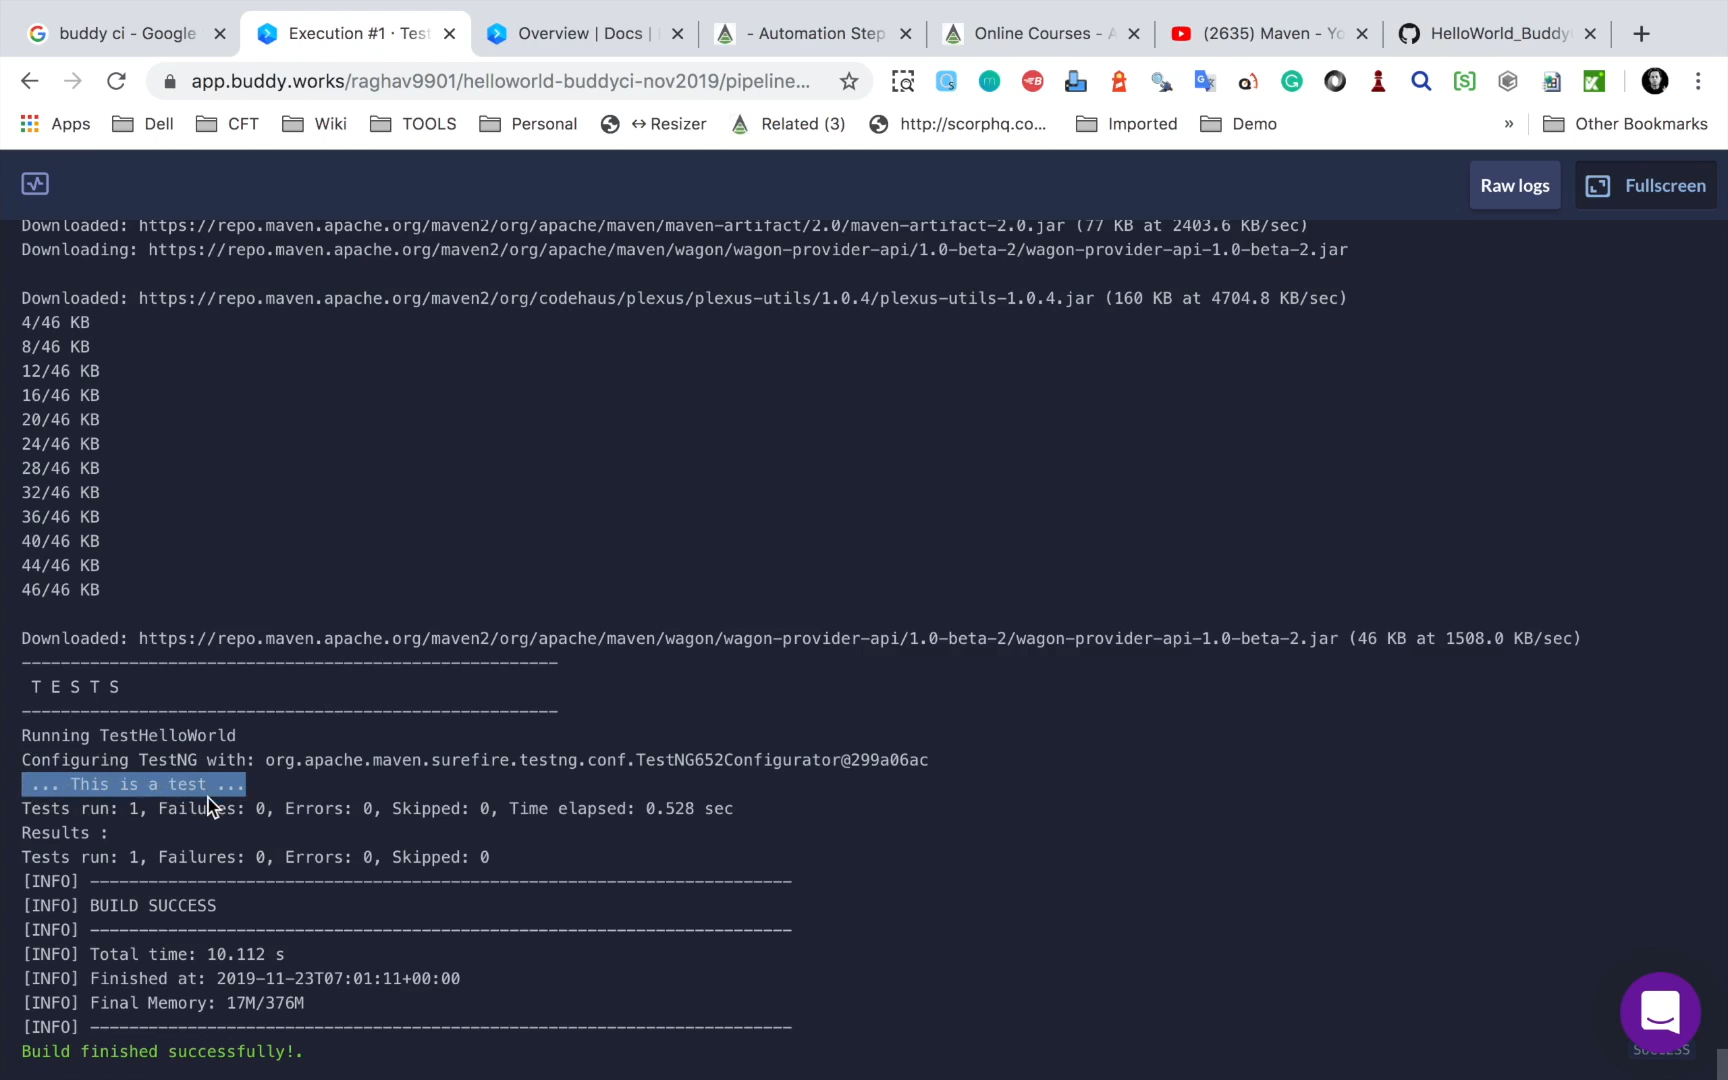 buddy ci - Google
Execution #1 · Test
Overview | Docs |
- Automation Step
Online Courses - A
(2635) Maven - Yo
HelloWorld_Buddy
app.buddy.works/raghav9901/helloworld-buddyci-nov2019/pipeline...
Apps
Dell
CFT
Wiki
TOOLS
Personal
↔Resizer
Related (3)
http://scorphq.co...
Imported
Demo
»
Other Bookmarks
Raw logs
Fullscreen
Downloaded: https://repo.maven.apache.org/maven2/org/apache/maven/maven-artifact/2.0/maven-artifact-2.0.jar (77 KB at 2403.6 KB/sec)
Downloading: https://repo.maven.apache.org/maven2/org/apache/maven/wagon/wagon-provider-api/1.0-beta-2/wagon-provider-api-1.0-beta-2.jar
Downloaded: https://repo.maven.apache.org/maven2/org/codehaus/plexus/plexus-utils/1.0.4/plexus-utils-1.0.4.jar (160 KB at 4704.8 KB/sec)
4/46 KB
8/46 KB
12/46 KB
16/46 KB
20/46 KB
24/46 KB
28/46 KB
32/46 KB
36/46 KB
40/46 KB
44/46 KB
46/46 KB
Downloaded: https://repo.maven.apache.org/maven2/org/apache/maven/wagon/wagon-provider-api/1.0-beta-2/wagon-provider-api-1.0-beta-2.jar (46 KB at 1508.0 KB/sec)
-------------------------------------------------------
T E S T S
-------------------------------------------------------
Running TestHelloWorld
Configuring TestNG with: org.apache.maven.surefire.testng.conf.TestNG652Configurator@299a06ac
... This is a test ...
Tests run: 1, Failures: 0, Errors: 0, Skipped: 0, Time elapsed: 0.528 sec
Results :
Tests run: 1, Failures: 0, Errors: 0, Skipped: 0
[INFO] ------------------------------------------------------------------------
[INFO] BUILD SUCCESS
[INFO] ------------------------------------------------------------------------
[INFO] Total time: 10.112 s
[INFO] Finished at: 2019-11-23T07:01:11+00:00
[INFO] Final Memory: 17M/376M
[INFO] ------------------------------------------------------------------------
Build finished successfully!.
SUCCESS